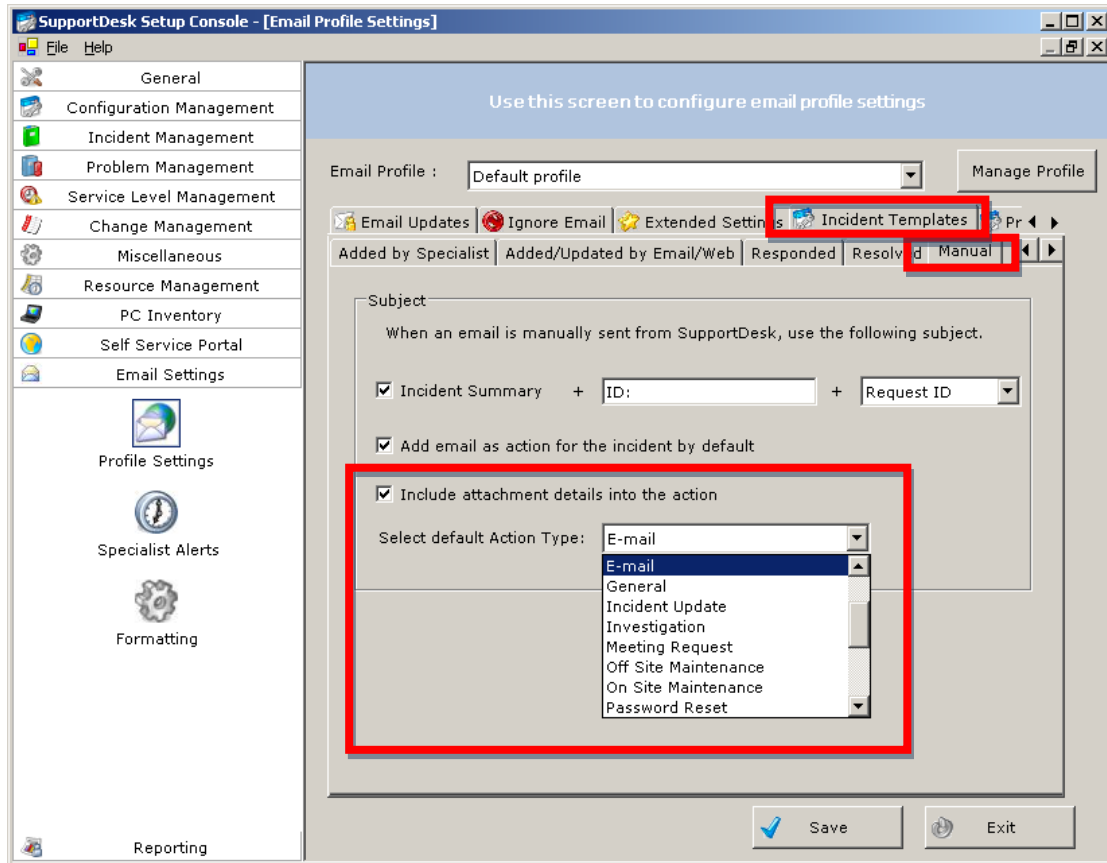 SupportDesk Setup Console - [Email Profile Settings]
File Help
General
Configuration Management
Incident Management
Problem Management
Service Level Management
Change Management
Miscellaneous
Resource Management
PC Inventory
Self Service Portal
Email Settings
Profile Settings
Specialist Alerts
Formatting
Reporting
Use this screen to configure email profile settings
Email Profile : Default profile Manage Profile
Email Updates Ignore Email Extended Settings Incident Templates Pr
Added by Specialist Added/Updated by Email/Web Responded Resolved Manual
Subject
When an email is manually sent from SupportDesk, use the following subject.
Incident Summary + ID: + Request ID
Add email as action for the incident by default
Include attachment details into the action
Select default Action Type: E-mail
E-mail
General
Incident Update
Investigation
Meeting Request
Off Site Maintenance
On Site Maintenance
Password Reset
Save Exit